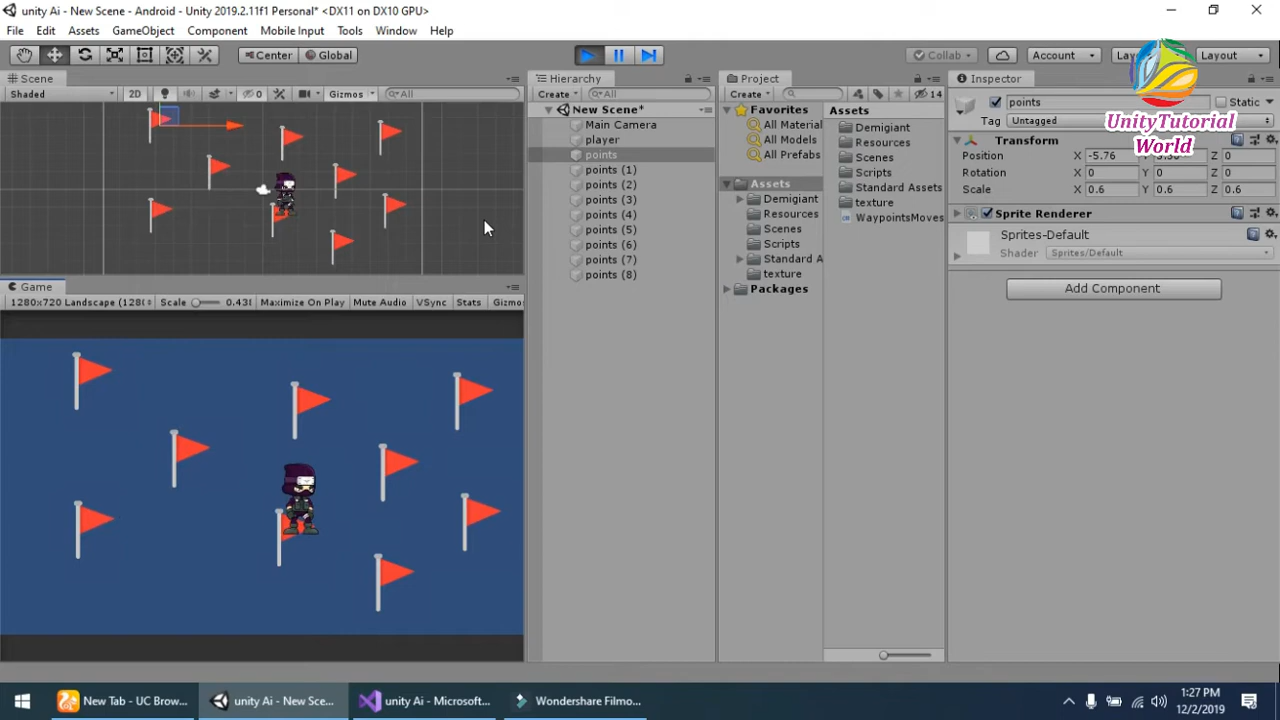 unity Ai - New Scene - Android - Unity 2019.2.11f1 Personal* <DX11 on DX10 GPU>
File Edit Assets GameObject Component Mobile Input Tools Window Help
Center Global Collab Account Layout
Scene
Shaded 2D 0 Gizmos All
Game
1280x720 Landscape (128( Scale 0.43 Maximize On Play Mute Audio VSync Stats Gizmos
Hierarchy
Create All
New Scene*
Main Camera
player
points
points (1)
points (2)
points (3)
points (4)
points (5)
points (6)
points (7)
points (8)
Project
Create 14
Favorites
All Material
All Models
All Prefabs
Assets
Demigiant
Resources
Scenes
Scripts
Standard A
texture
Packages
Assets
Demigiant
Resources
Scenes
Scripts
Standard Assets
texture
WaypointsMoves
Inspector
points Static
Tag Untagged
Transform
Position X -5.76 Y Z 0
Rotation X 0 Y 0 Z 0
Scale X 0.6 Y 0.6 Z 0.6
Sprite Renderer
Sprites-Default
Shader Sprites/Default
Add Component
UnityTutorial
World
New Tab - UC Brow...
unity Ai - New Sce...
unity Ai - Microsoft...
Wondershare Filmo...
1:27 PM
12/2/2019